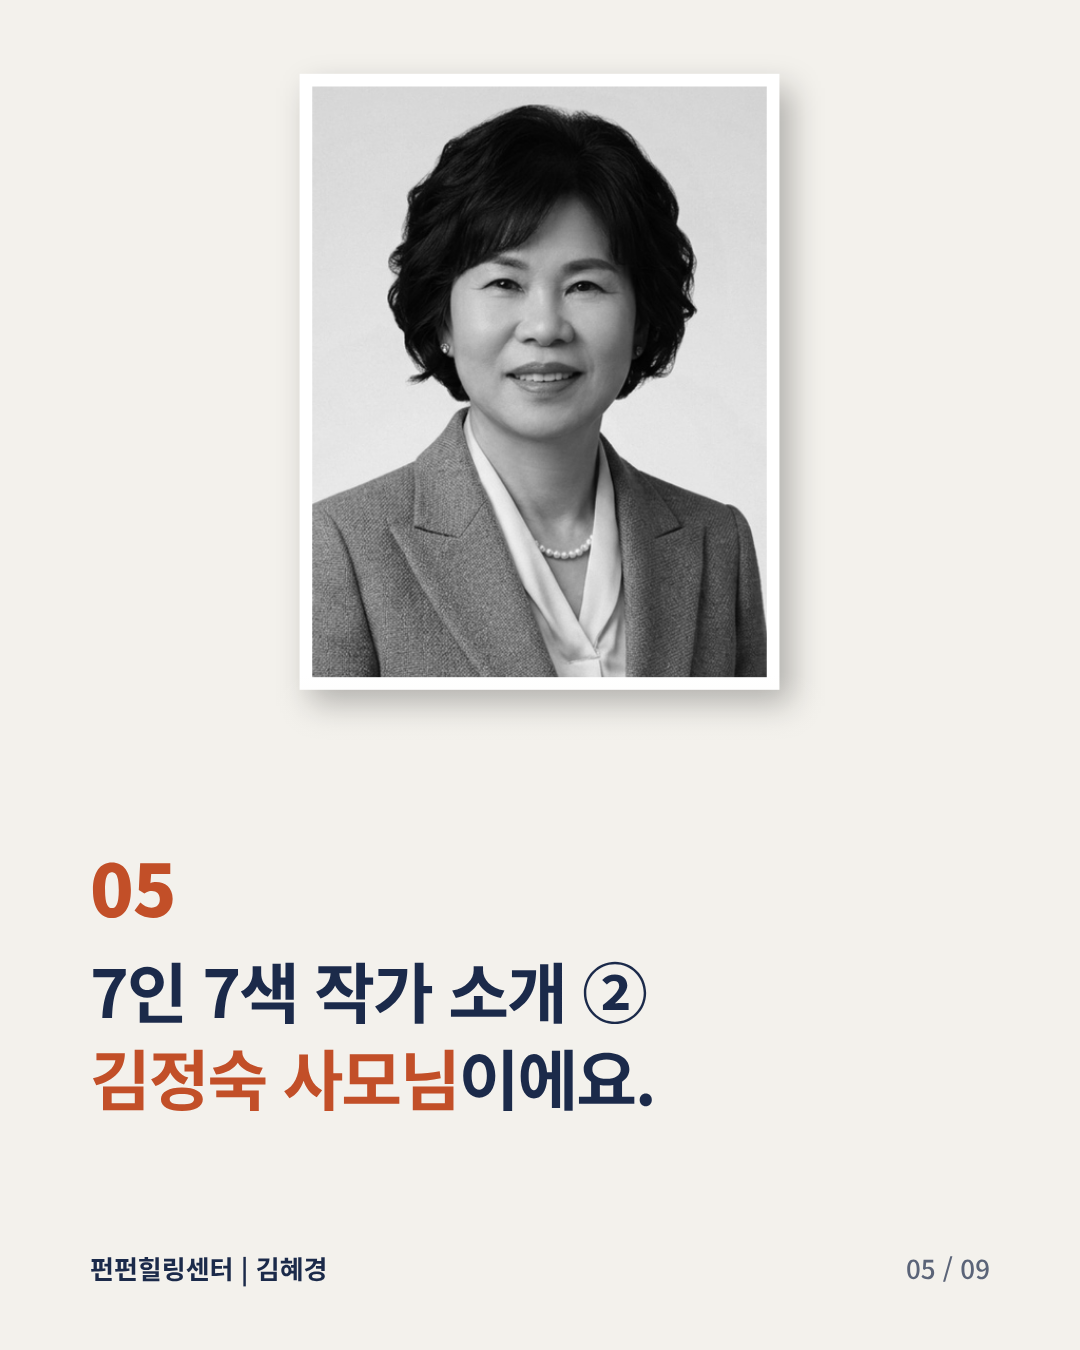 05
7인 7색 작가 소개 ②
김정숙 사모님이에요.
펀펀힐링센터 | 김혜경
05 / 09